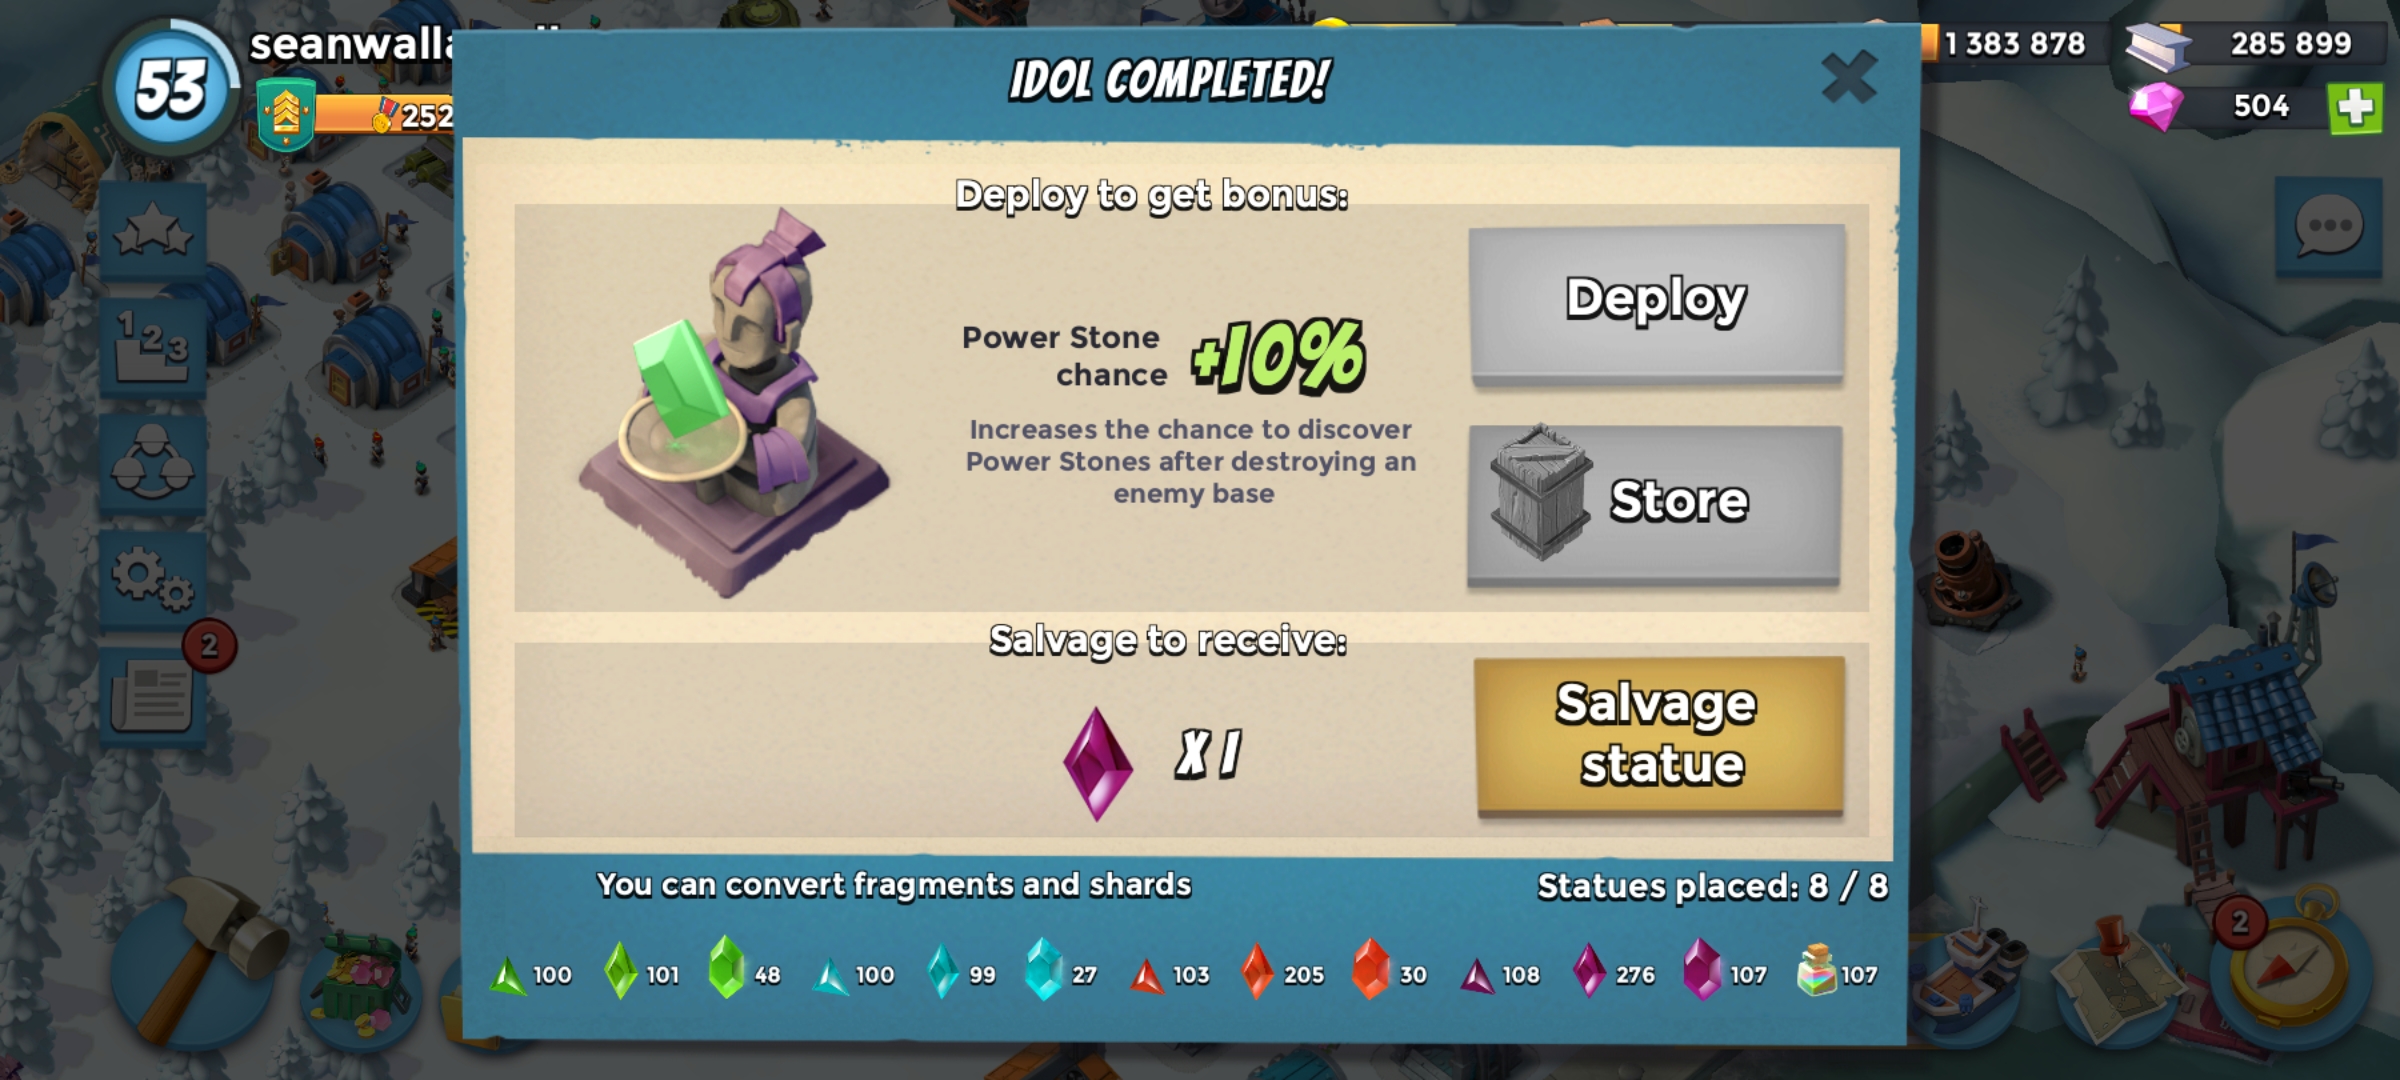 53
252
IDOL COMPLETED!
1 383 878
285 899
504
Deploy to get bonus:
Power Stone
chance
+10%
Increases the chance to discover
Power Stones after destroying an
enemy base
Deploy
Store
1 2 3
2
Salvage to receive:
X 1
Salvage
statue
You can convert fragments and shards
Statues placed: 8 / 8
100 101 48 100 99 27 103 205 30 108 276 107 107
2